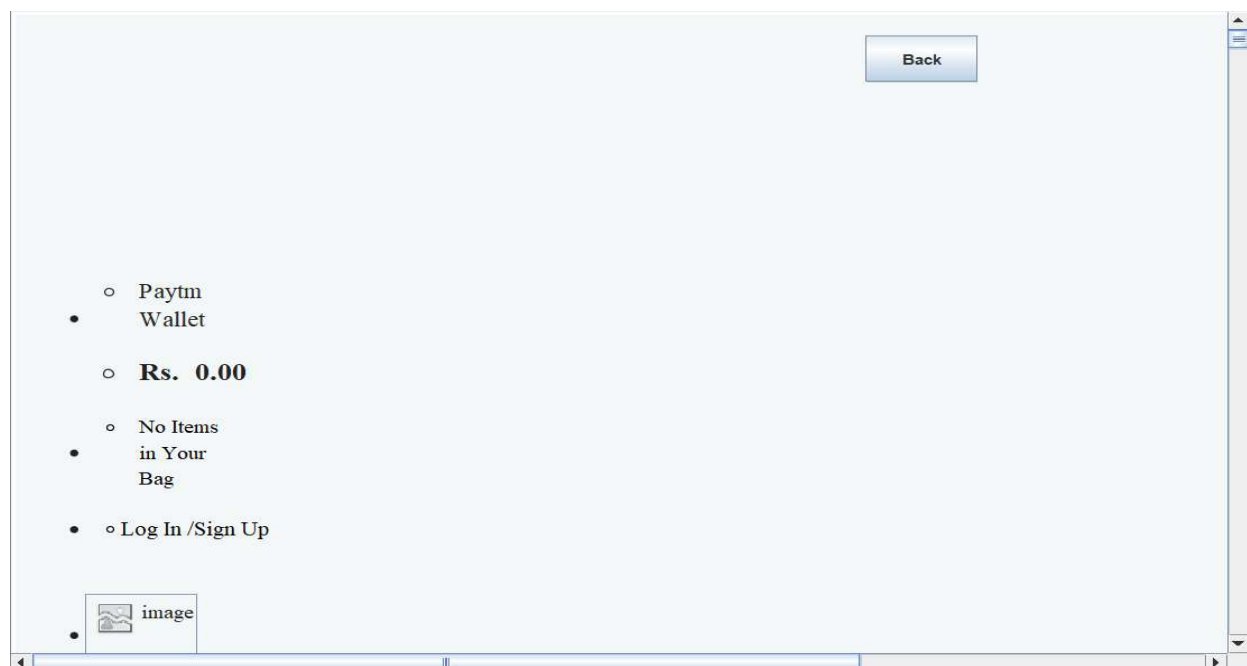 Back
Paytm
Wallet
Rs. 0.00
No Items
in Your
Bag
Log In /Sign Up
image